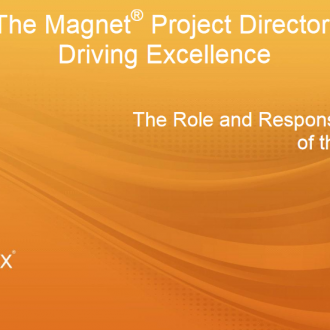 The Magnet® Project Director
Driving Excellence
The Role and Respons
of th
X®